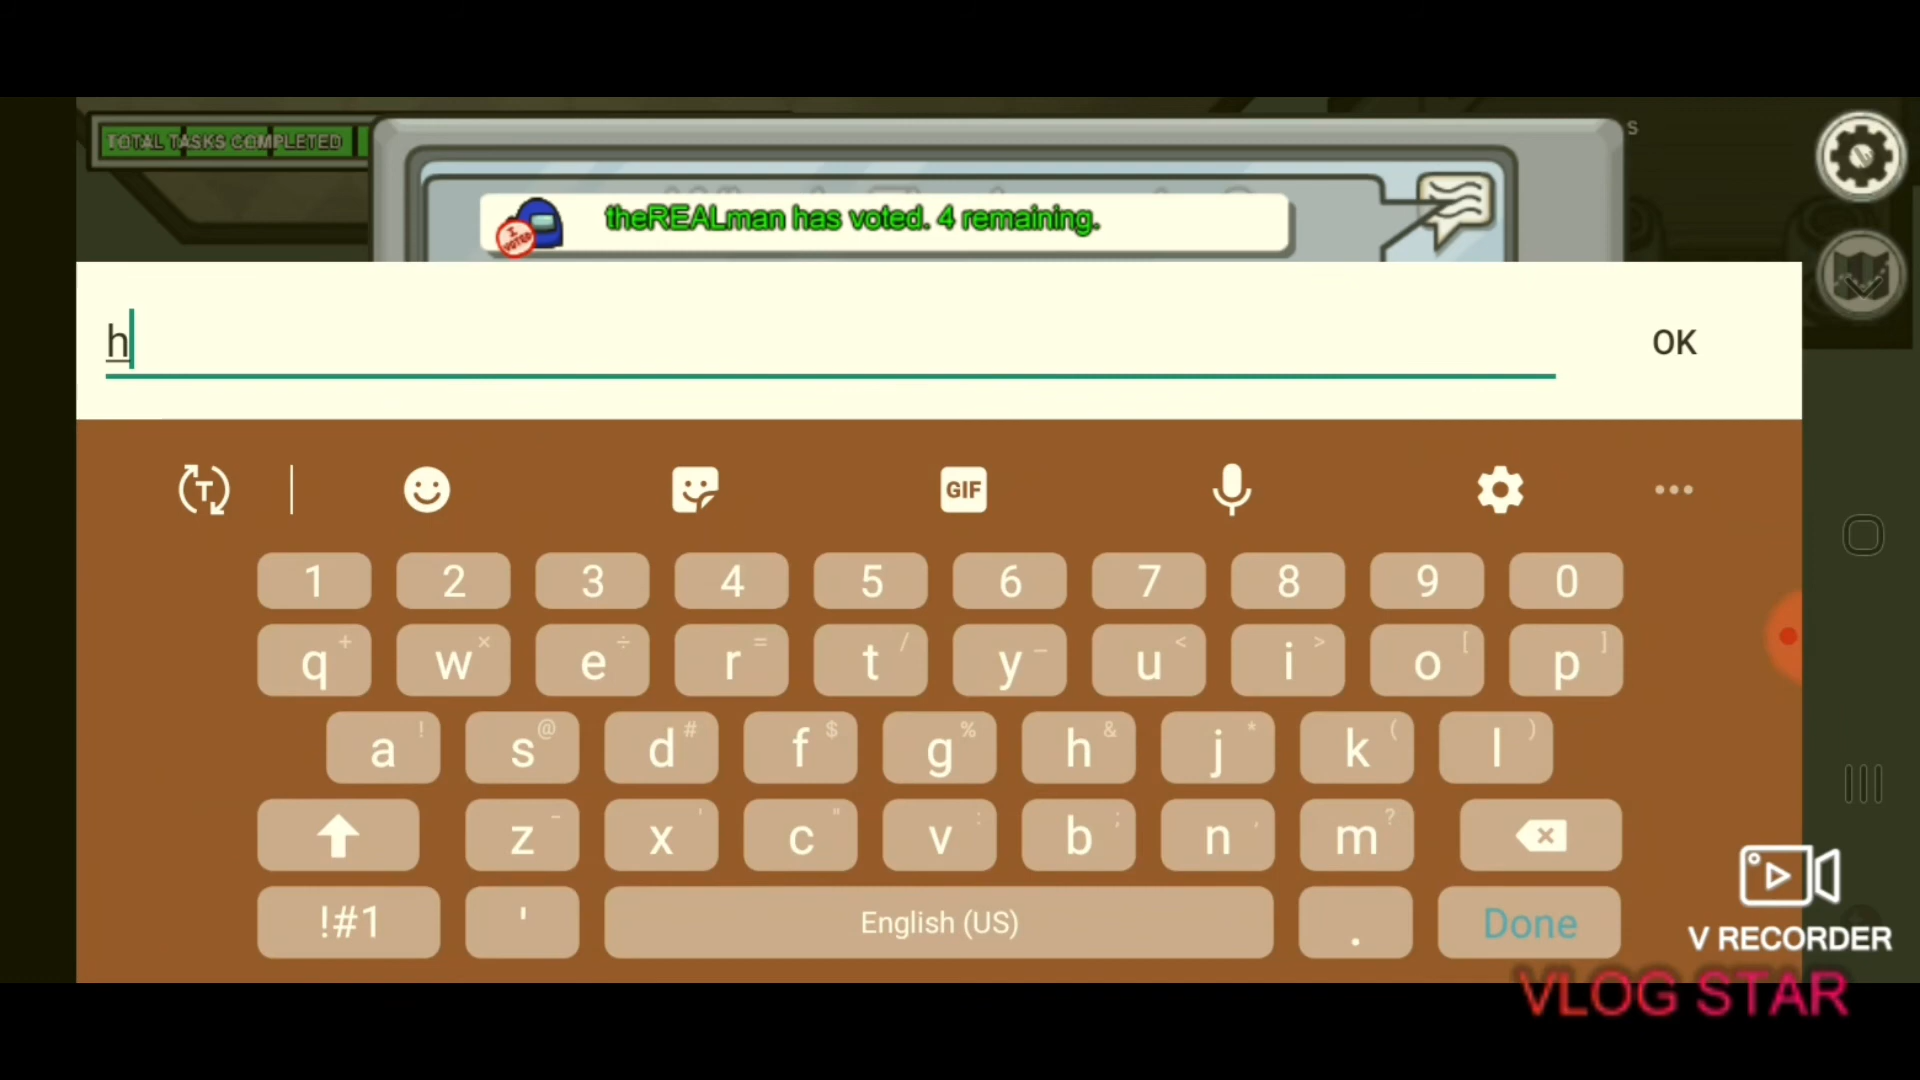 TOTAL TASKS COMPLETED
S
I VOTED
theREALman has voted. 4 remaining.
h
OK
T
GIF
1 2 3 4 5 6 7 8 9 0
q + w × e ÷ r = t / y _ u < i > o [ p ]
a ! s @ d # f $ g % h & j * k ( l )
z - x ' c " v : b ; n , m ?
!#1 ' English (US) . Done
V RECORDER
VLOG STAR